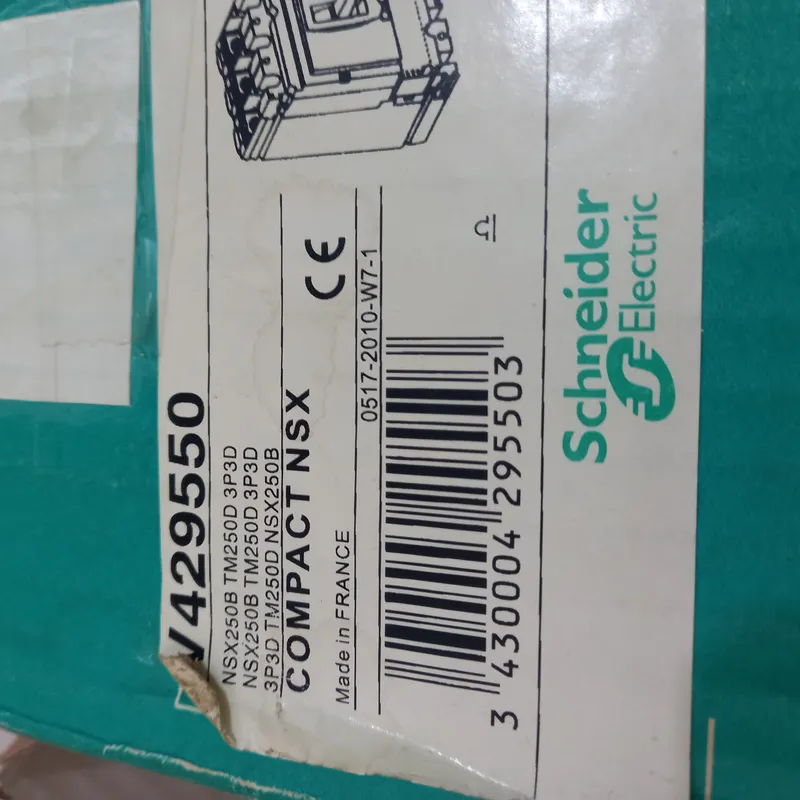 V429550
NSX250B TM250D 3P3D
NSX250B TM250D 3P3D
3P3D TM250D NSX250B
COMPACT NSX
CE
Made in FRANCE
0517-2010-W7-1
3 430004 295503
Schneider
Electric